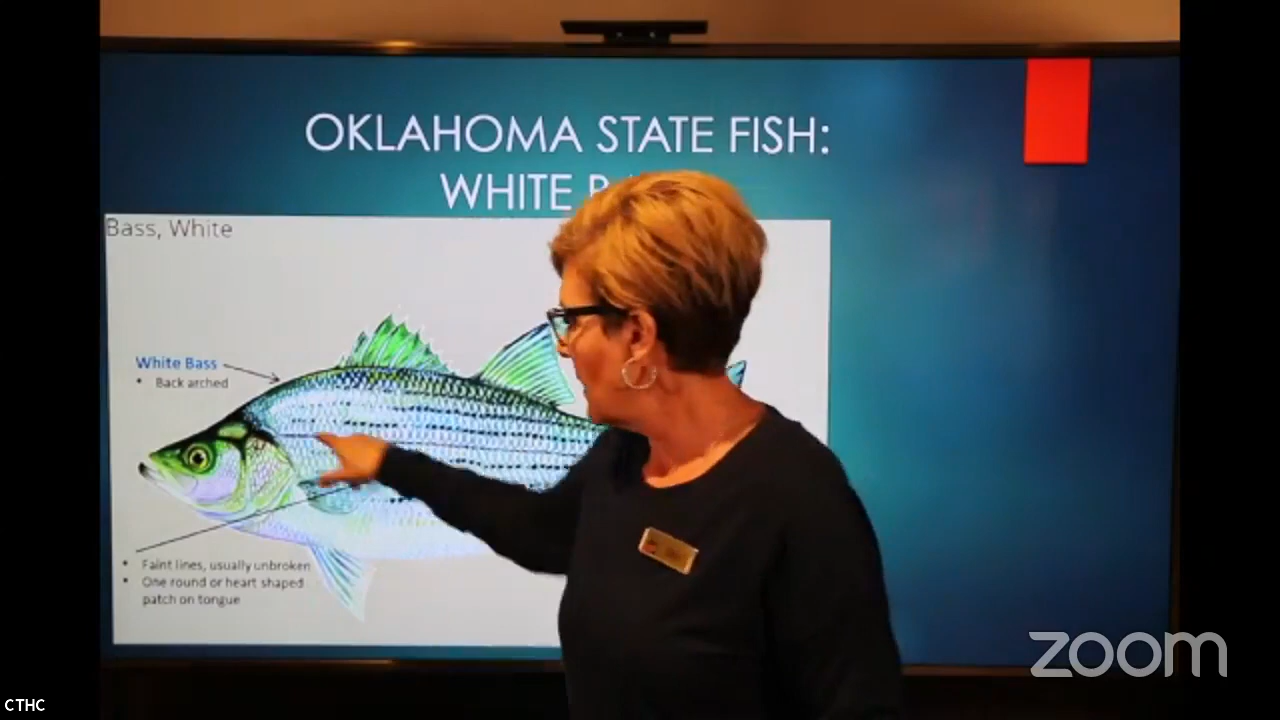 OKLAHOMA STATE FISH:
WHITE
Bass, White
White Bass
• Back arched
• Faint lines, usually unbroken
• One round or heart shaped
patch on tongue
zoom
CTHC